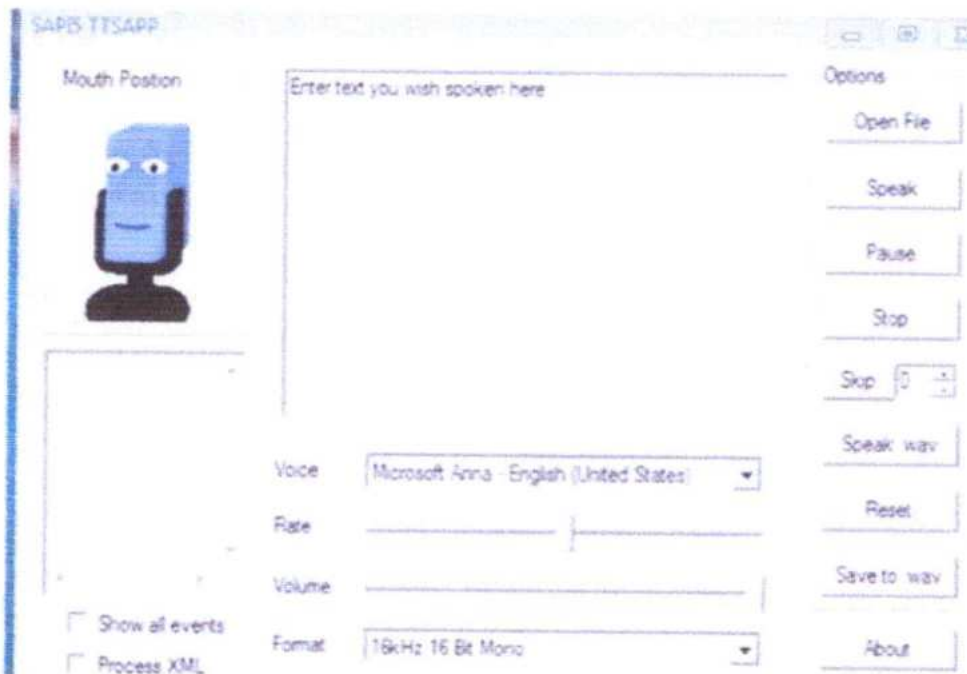 SAPI5 TTSAPP
Mouth Position
Enter text you wish spoken here
Voice
Microsoft Anna - English (United States)
Rate
Volume
Format
16kHz 16 Bit Mono
Show all events
Process XML
Options
Open File
Speak
Pause
Stop
Skip 0
Speak wav
Reset
Save to wav
About